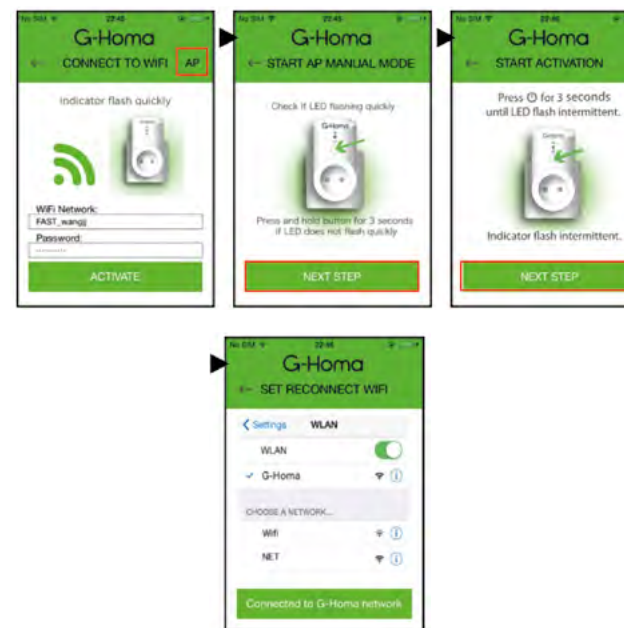 No SIM 22:45
G-Homa
← CONNECT TO WIFI AP
Indicator flash quickly
WiFi Network:
FAST_wangjj
Password:
ACTIVATE
No SIM 22:45
G-Homa
← START AP MANUAL MODE
Check if LED flashing quickly
G-Homa
Press and hold button for 3 seconds
if LED does not flash quickly
NEXT STEP
No SIM 22:46
G-Homa
← START ACTIVATION
Press for 3 seconds
until LED flash intermittent.
G-Homa
Indicator flash intermittent.
NEXT STEP
No SIM 22:46
G-Homa
← SET RECONNECT WIFI
Settings WLAN
WLAN
G-Homa
CHOOSE A NETWORK...
Wifi
NET
Connected to G-Homa network